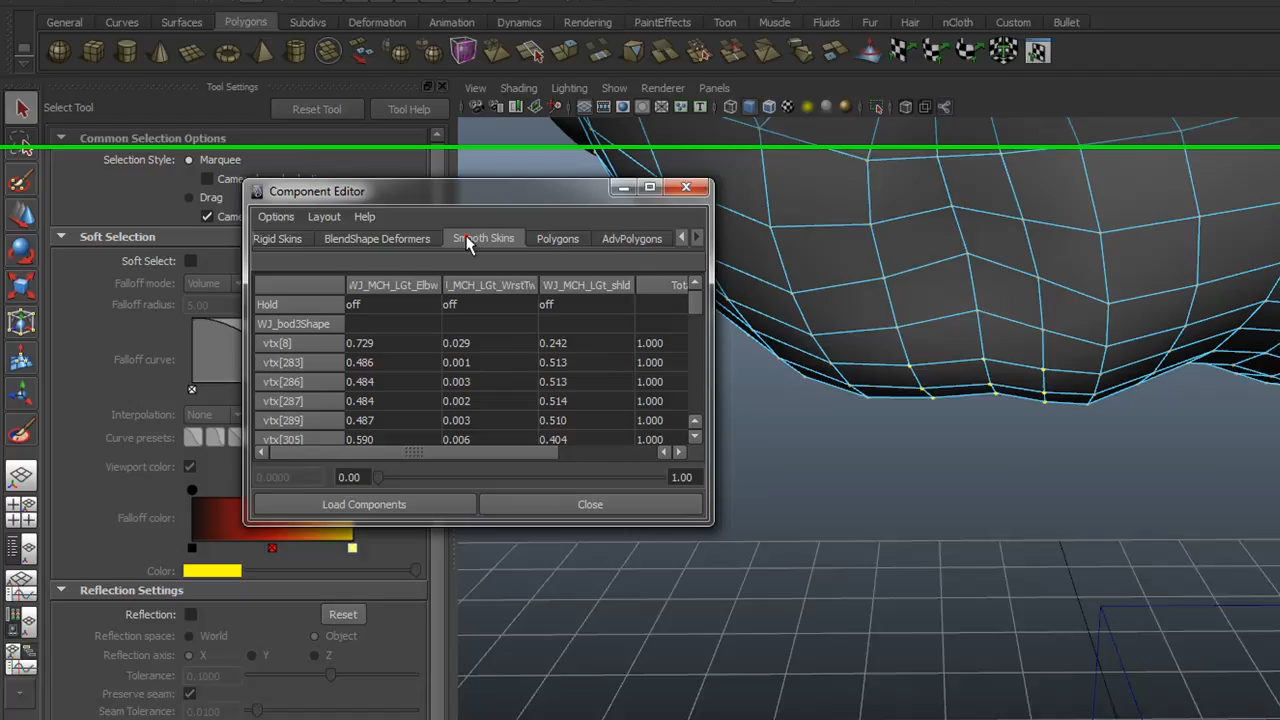 General Curves Surfaces Polygons Subdivs Deformation Animation Dynamics Rendering PaintEffects Toon Muscle Fluids Fur Hair nCloth Custom Bullet
Tool Settings
Select Tool Reset Tool Tool Help
View Shading Lighting Show Renderer Panels
Common Selection Options
Selection Style: Marquee
Drag
Soft Selection
Soft Select:
Falloff mode: Volume
Falloff radius: 5.00
Falloff curve:
Interpolation: None
Curve presets:
Viewport color:
Falloff color:
Color:
Reflection Settings
Reflection: Reset
Reflection space: World Object
Reflection axis: X Y Z
Tolerance: 0.1000
Preserve seam:
Seam Tolerance: 0.0100
Component Editor
Options Layout Help
Rigid Skins BlendShape Deformers Smooth Skins Polygons AdvPolygons
WJ_MCH_LGt_Elbw I_MCH_LGt_WrstTw WJ_MCH_LGt_shld Tot
Hold off off off
WJ_bod3Shape
vtx[8] 0.729 0.029 0.242 1.000
vtx[283] 0.486 0.001 0.513 1.000
vtx[286] 0.484 0.003 0.513 1.000
vtx[287] 0.484 0.002 0.514 1.000
vtx[289] 0.487 0.003 0.510 1.000
vtx[305] 0.590 0.006 0.404 1.000
0.0000 0.00 1.00
Load Components Close